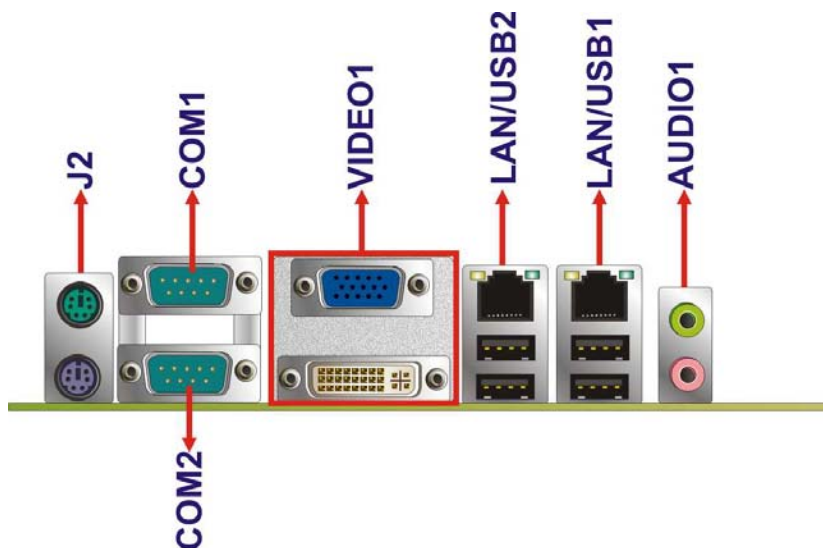 J2
COM1
VIDEO1
LAN/USB2
LAN/USB1
AUDIO1
COM2